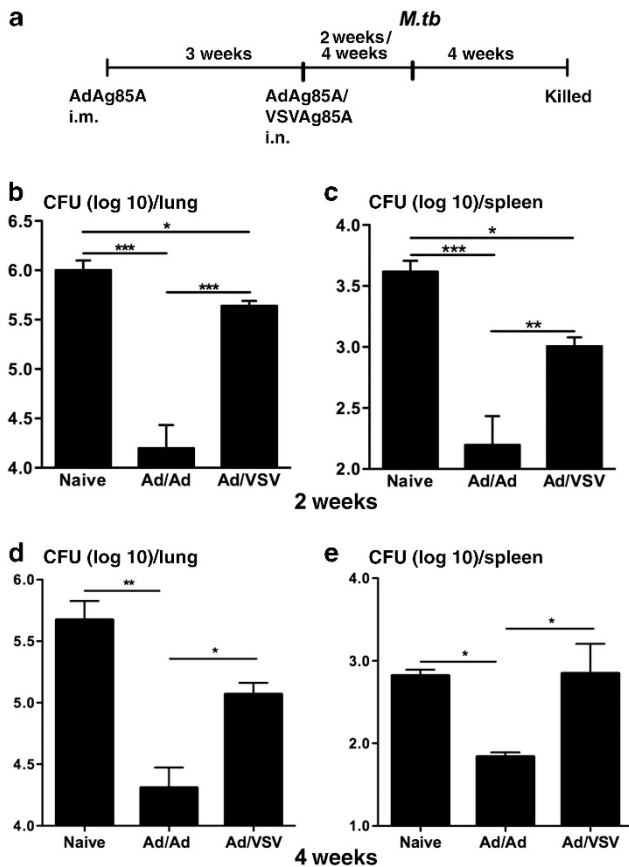 a
M.tb
3 weeks
2 weeks/
4 weeks
4 weeks
AdAg85A
i.m.
AdAg85A/
VSVAg85A
i.n.
Killed
b
CFU (log 10)/lung
6.5
6.0
5.5
5.0
4.5
4.0
*
***
***
Naive Ad/Ad Ad/VSV
c
CFU (log 10)/spleen
4.0
3.5
3.0
2.5
2.0
*
***
**
Naive Ad/Ad Ad/VSV
2 weeks
d
CFU (log 10)/lung
6.0
5.5
5.0
4.5
4.0
**
*
Naive Ad/Ad Ad/VSV
e
CFU (log 10)/spleen
4.0
3.0
2.0
1.0
*
*
Naive Ad/Ad Ad/VSV
4 weeks